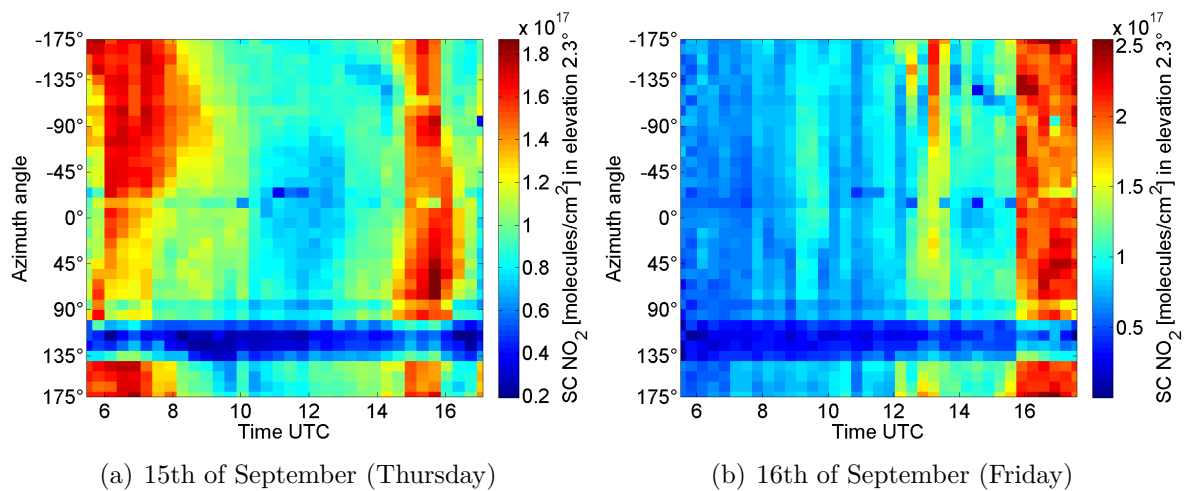 x 10^17
-175°
-135°
-90°
-45°
0°
45°
90°
135°
175°
Azimuth angle
6 8 10 12 14 16
Time UTC
1.8
1.6
1.4
1.2
1
0.8
0.6
0.4
0.2
SC NO₂ [molecules/cm²] in elevation 2.3°
(a) 15th of September (Thursday)
x 10^17
-175°
-135°
-90°
-45°
0°
45°
90°
135°
175°
Azimuth angle
6 8 10 12 14 16
Time UTC
2.5
2
1.5
1
0.5
SC NO₂ [molecules/cm²] in elevation 2.3°
(b) 16th of September (Friday)